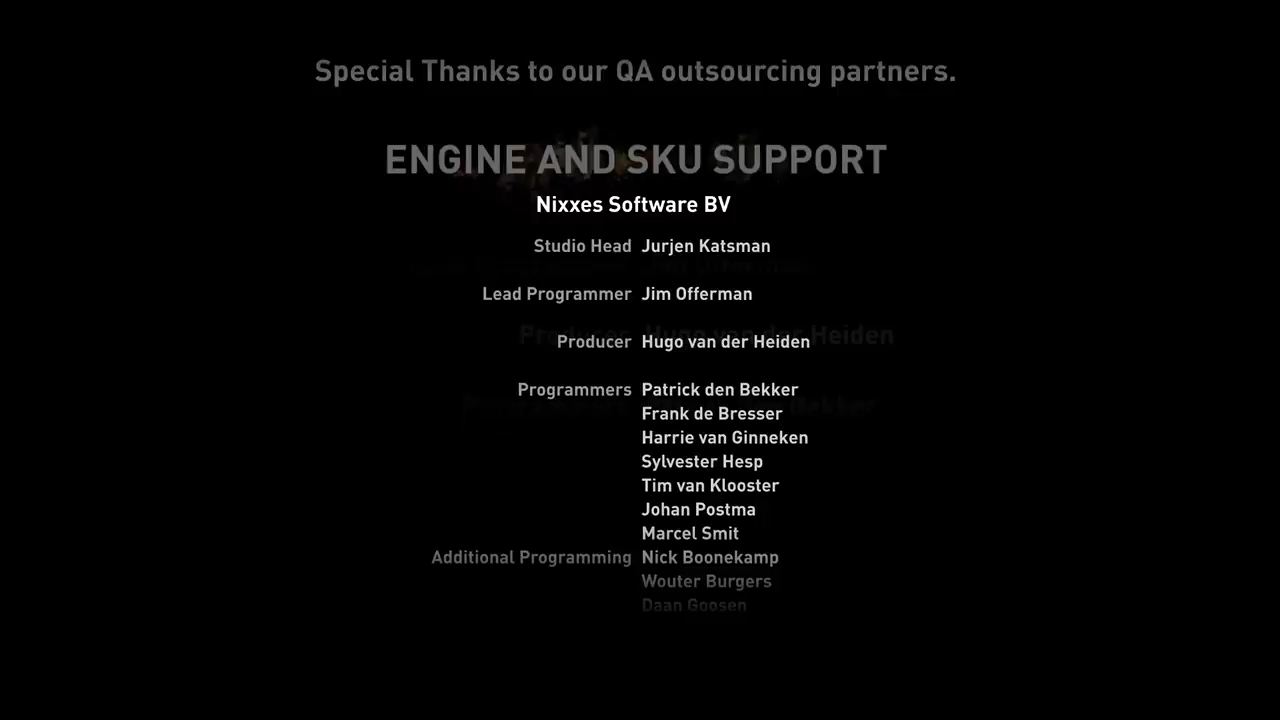 Special Thanks to our QA outsourcing partners.
ENGINE AND SKU SUPPORT
Nixxes Software BV
Studio Head Jurjen Katsman
Lead Programmer Jim Offerman
Producer Hugo van der Heiden
Programmers Patrick den Bekker
Frank de Bresser
Harrie van Ginneken
Sylvester Hesp
Tim van Klooster
Johan Postma
Marcel Smit
Additional Programming Nick Boonekamp
Wouter Burgers
Daan Goosen